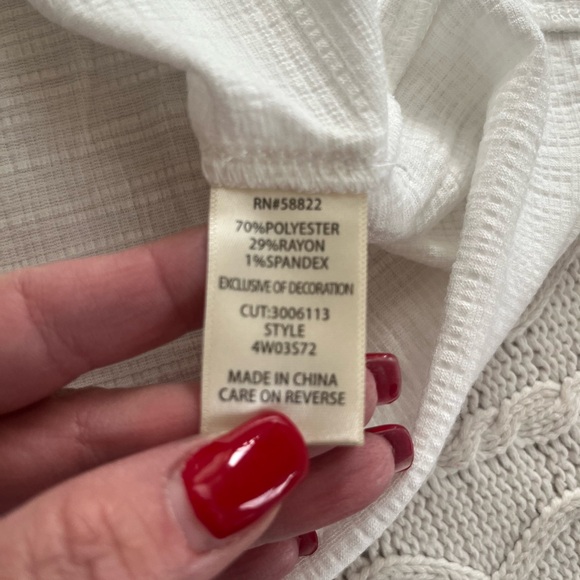 RN#58822
70%POLYESTER
29%RAYON
1%SPANDEX
EXCLUSIVE OF DECORATION
CUT:3006113
STYLE
4W03S72
MADE IN CHINA
CARE ON REVERSE